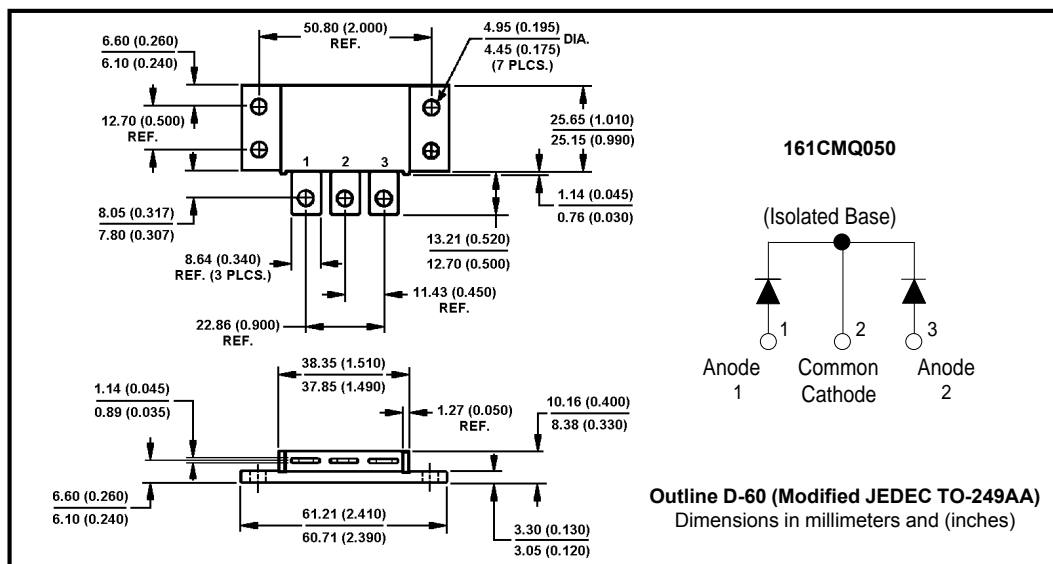 50.80 (2.000)
REF.
6.60 (0.260)
6.10 (0.240)
4.95 (0.195)
4.45 (0.175)
DIA.
(7 PLCS.)
12.70 (0.500)
REF.
25.65 (1.010)
25.15 (0.990)
1 2 3
8.05 (0.317)
7.80 (0.307)
1.14 (0.045)
0.76 (0.030)
13.21 (0.520)
12.70 (0.500)
8.64 (0.340)
REF. (3 PLCS.)
11.43 (0.450)
REF.
22.86 (0.900)
REF.
38.35 (1.510)
37.85 (1.490)
1.14 (0.045)
0.89 (0.035)
1.27 (0.050)
REF.
10.16 (0.400)
8.38 (0.330)
6.60 (0.260)
6.10 (0.240)
61.21 (2.410)
60.71 (2.390)
3.30 (0.130)
3.05 (0.120)
161CMQ050
(Isolated Base)
1 2 3
Anode Common Anode
1 Cathode 2
Outline D-60 (Modified JEDEC TO-249AA)
Dimensions in millimeters and (inches)